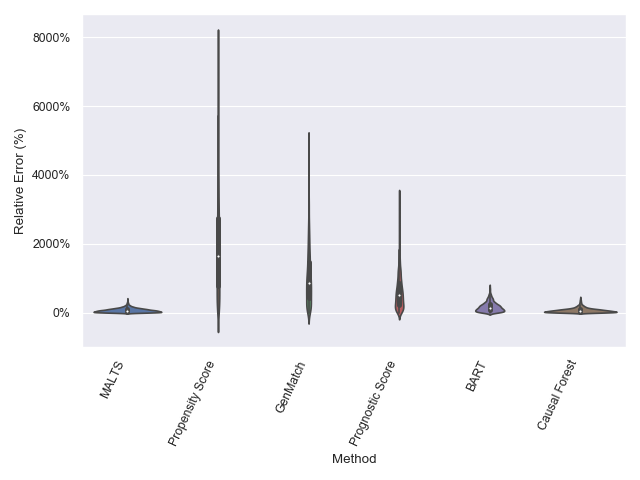 8000%
6000%
4000%
2000%
0%
Relative Error (%)
MALTS
Propensity Score
GenMatch
Prognostic Score
BART
Causal Forest
Method